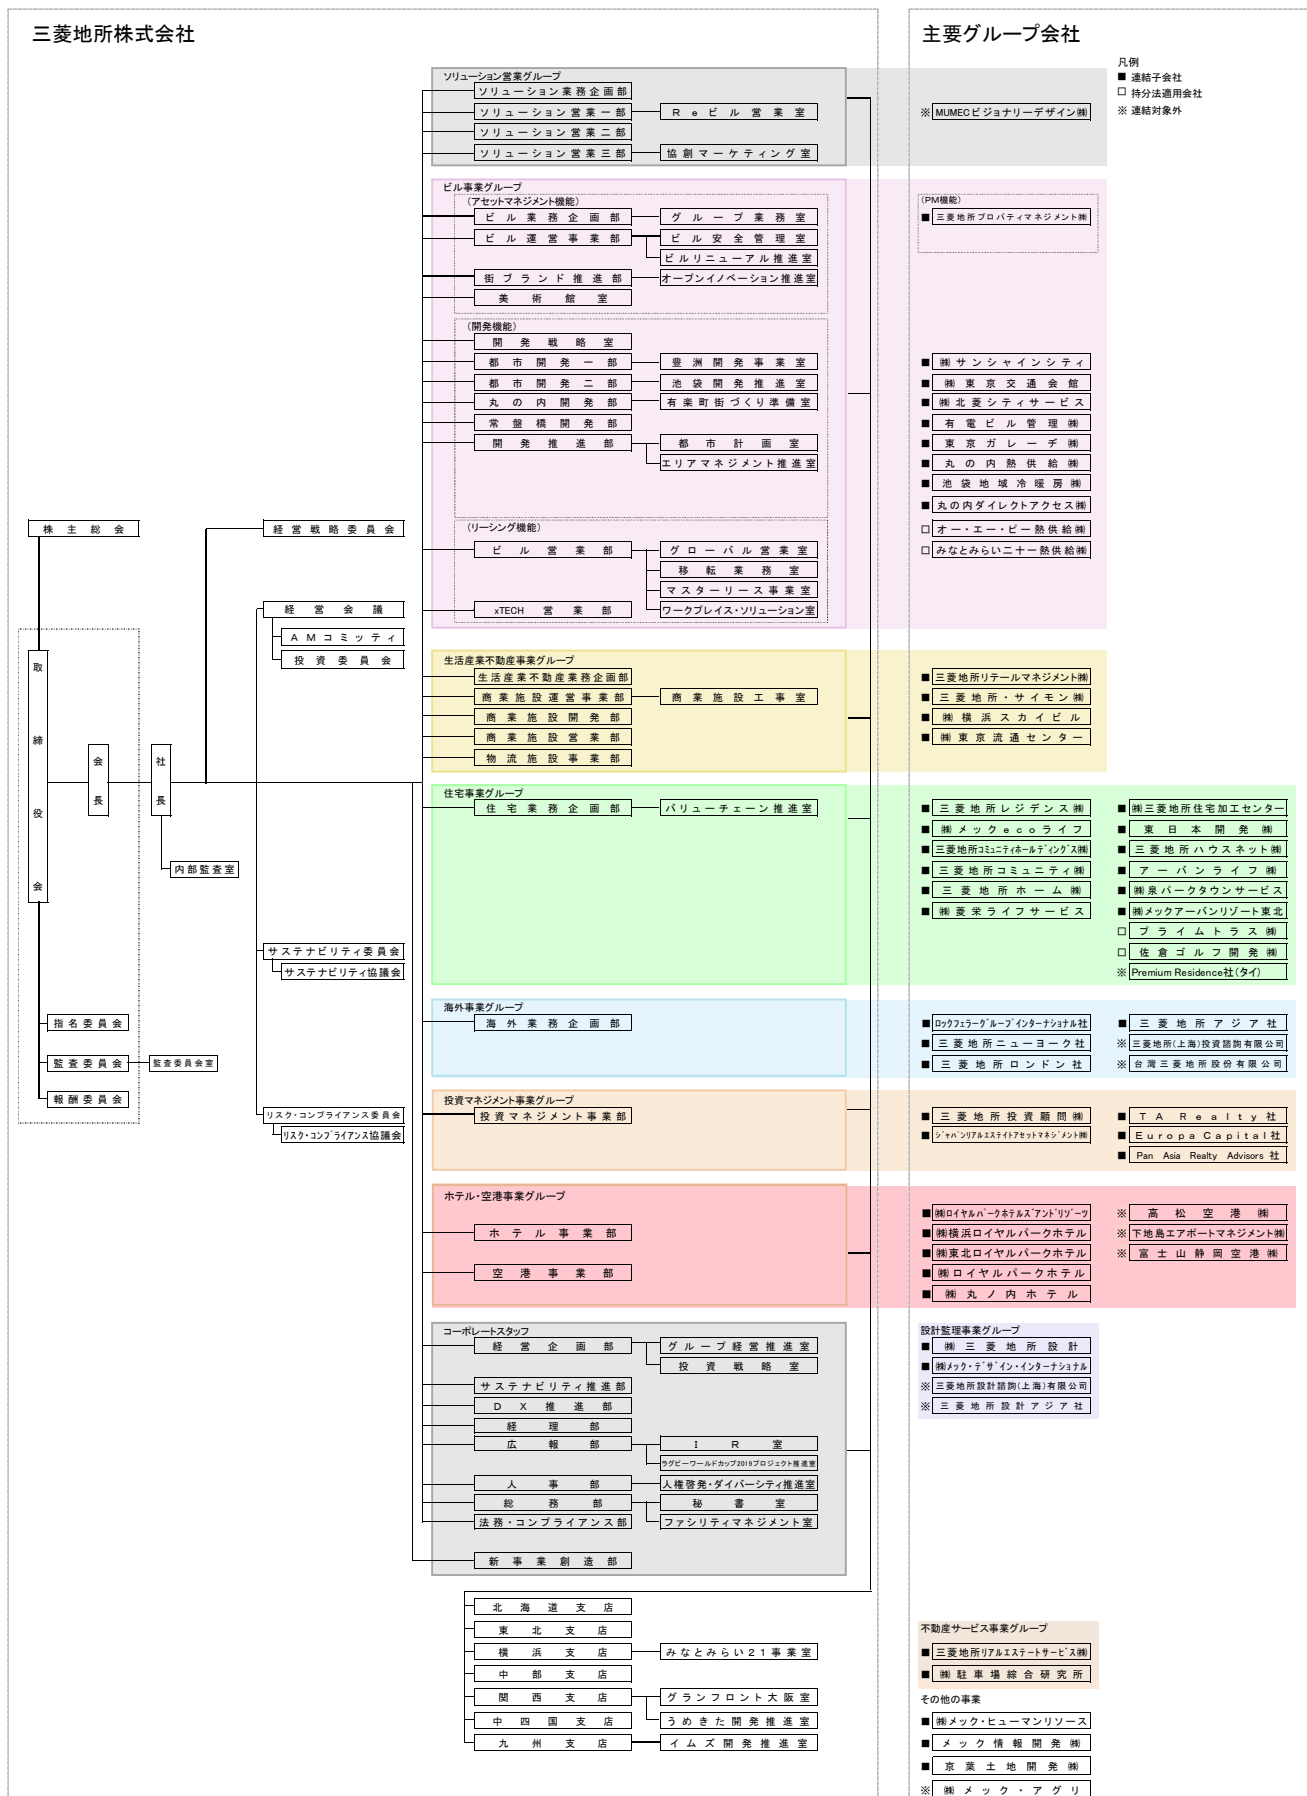 三菱地所株式会社
主要グループ会社
凡例
■ 連結子会社
□ 持分法適用会社
※ 連結対象外
株主総会
取締役会
会長
社長
内部監査室
指名委員会
監査委員会
監査委員会室
報酬委員会
経営戦略委員会
経営会議
AMコミッティ
投資委員会
サステナビリティ委員会
サステナビリティ協議会
リスク・コンプライアンス委員会
リスク・コンプライアンス協議会
ソリューション営業グループ
ソリューション業務企画部
ソリューション営業一部
Reビル営業室
ソリューション営業二部
ソリューション営業三部
協創マーケティング室
※ MUMECビジョナリーデザイン㈱
ビル事業グループ
(アセットマネジメント機能)
ビル業務企画部
グループ業務室
ビル運営事業部
ビル安全管理室
ビルリニューアル推進室
街ブランド推進部
オープンイノベーション推進室
美術館室
(開発機能)
開発戦略室
都市開発一部
豊洲開発事業室
都市開発二部
池袋開発推進室
丸の内開発部
有楽町街づくり準備室
常盤橋開発部
開発推進部
都市計画室
エリアマネジメント推進室
(リーシング機能)
ビル営業部
グローバル営業室
移転業務室
マスターリース事業室
xTECH 営業部
ワークプレイス・ソリューション室
(PM機能)
■ 三菱地所プロパティマネジメント㈱
■ ㈱サンシャインシティ
■ ㈱東京交通会館
■ ㈱北菱シティサービス
■ 有電ビル管理㈱
■ 東京ガレーヂ㈱
■ 丸の内熱供給㈱
■ 池袋地域冷暖房㈱
■ 丸の内ダイレクトアクセス㈱
□ オー・エー・ピー熱供給㈱
□ みなとみらい二十一熱供給㈱
生活産業不動産事業グループ
生活産業不動産業務企画部
商業施設運営事業部
商業施設工事室
商業施設開発部
商業施設営業部
物流施設事業部
■ 三菱地所リテールマネジメント㈱
■ 三菱地所・サイモン㈱
■ ㈱横浜スカイビル
■ ㈱東京流通センター
住宅事業グループ
住宅業務企画部
バリューチェーン推進室
■ 三菱地所レジデンス㈱
■ ㈱メックecoライフ
■ 三菱地所コミュニティホールディングス㈱
■ 三菱地所コミュニティ㈱
■ 三菱地所ホーム㈱
■ ㈱菱栄ライフサービス
■ ㈱三菱地所住宅加工センター
■ 東日本開発㈱
■ 三菱地所ハウスネット㈱
■ アーバンライフ㈱
■ ㈱泉パークタウンサービス
■ ㈱メックアーバンリゾート東北
□ プライムトラス㈱
□ 佐倉ゴルフ開発㈱
※ Premium Residence社(タイ)
海外事業グループ
海外業務企画部
■ ロックフェラーグループインターナショナル社
■ 三菱地所ニューヨーク社
■ 三菱地所ロンドン社
■ 三菱地所アジア社
※ 三菱地所(上海)投資諮詢有限公司
※ 台湾三菱地所股份有限公司
投資マネジメント事業グループ
投資マネジメント事業部
■ 三菱地所投資顧問㈱
■ ジャパンリアルエステイトアセットマネジメント㈱
■ TA Realty社
■ Europa Capital社
■ Pan Asia Realty Advisors 社
ホテル・空港事業グループ
ホテル事業部
空港事業部
■ ㈱ロイヤルパークホテルズアンドリゾーツ
■ ㈱横浜ロイヤルパークホテル
■ ㈱東北ロイヤルパークホテル
■ ㈱ロイヤルパークホテル
■ ㈱丸ノ内ホテル
※ 高松空港㈱
※ 下地島エアポートマネジメント㈱
※ 富士山静岡空港㈱
コーポレートスタッフ
経営企画部
グループ経営推進室
投資戦略室
サステナビリティ推進部
DX推進部
経理部
広報部
IR室
ラグビーワールドカップ2019プロジェクト推進室
人事部
人権啓発・ダイバーシティ推進室
総務部
秘書室
法務・コンプライアンス部
ファシリティマネジメント室
新事業創造部
設計監理事業グループ
■ ㈱三菱地所設計
■ ㈱メック・デザイン・インターナショナル
※ 三菱地所設計諮詢(上海)有限公司
※ 三菱地所設計アジア社
北海道支店
東北支店
横浜支店
みなとみらい21事業室
中部支店
関西支店
グランフロント大阪室
うめきた開発推進室
中四国支店
九州支店
イムズ開発推進室
不動産サービス事業グループ
■ 三菱地所リアルエステートサービス㈱
■ ㈱駐車場綜合研究所
その他の事業
■ ㈱メック・ヒューマンリソース
■ メック情報開発㈱
■ 京葉土地開発㈱
※ ㈱メック・アグリ